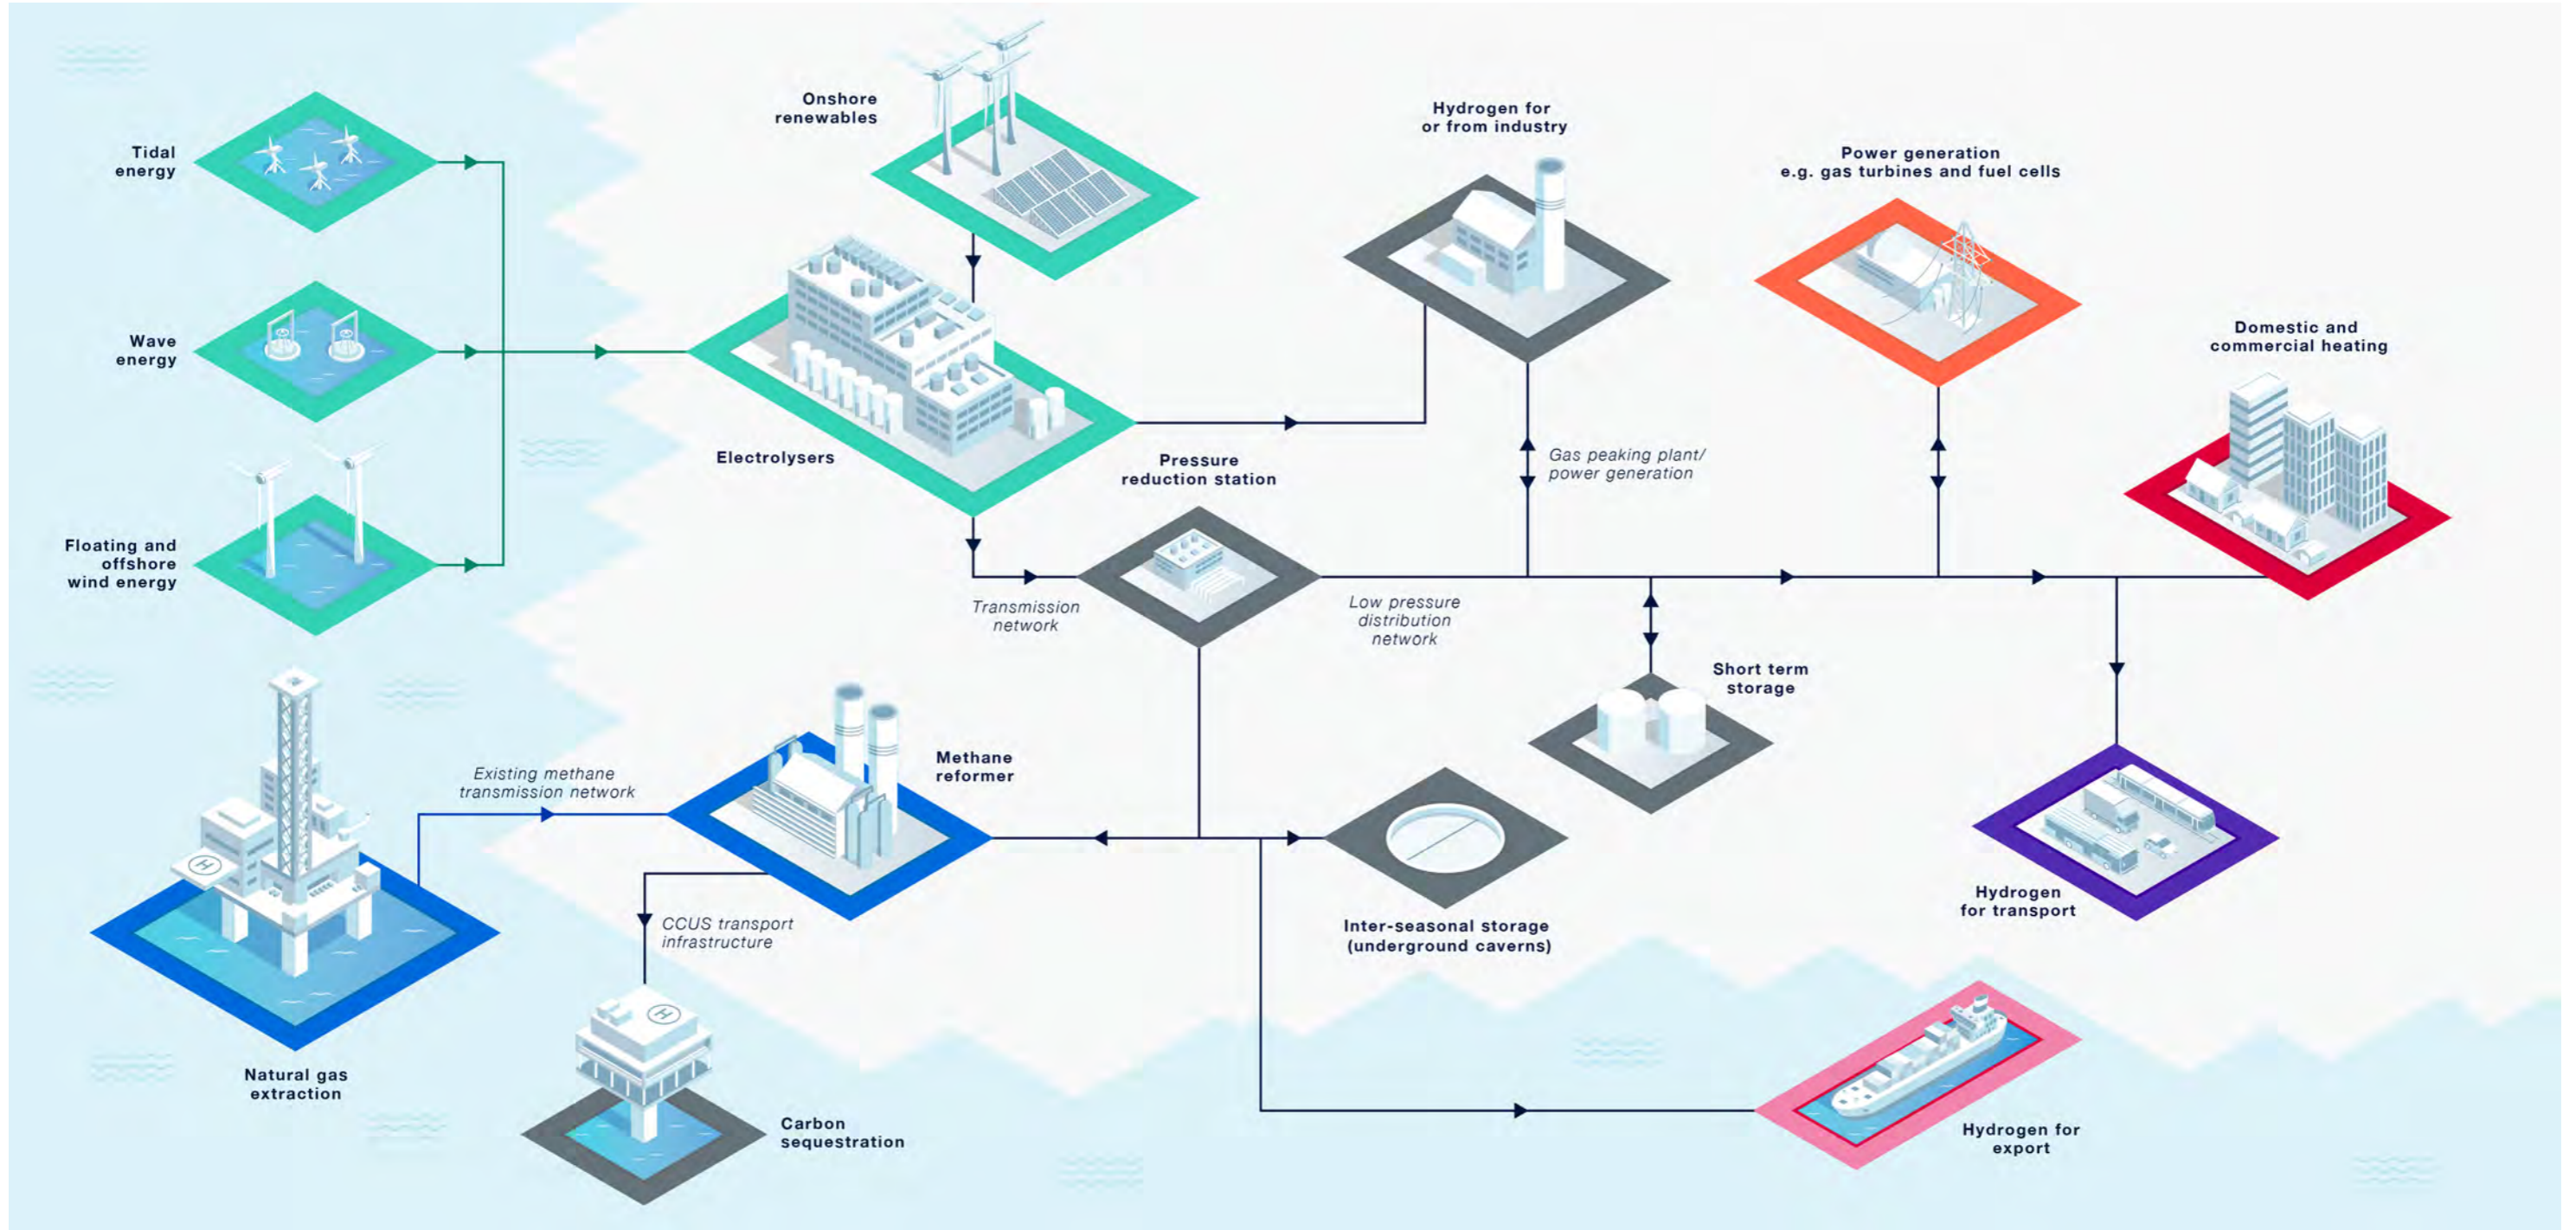 Onshore
renewables
Hydrogen for
or from industry
Tidal
energy
Power generation
e.g. gas turbines and fuel cells
Wave
energy
Domestic and
commercial heating
Electrolysers
Pressure
reduction station
Gas peaking plant/
power generation
Floating and
offshore
wind energy
Transmission
network
Low pressure
distribution
network
Short term
storage
Existing methane
transmission network
Methane
reformer
H
Hydrogen
for transport
CCUS transport
infrastructure
Inter-seasonal storage
(underground caverns)
H
Natural gas
extraction
Carbon
sequestration
Hydrogen for
export